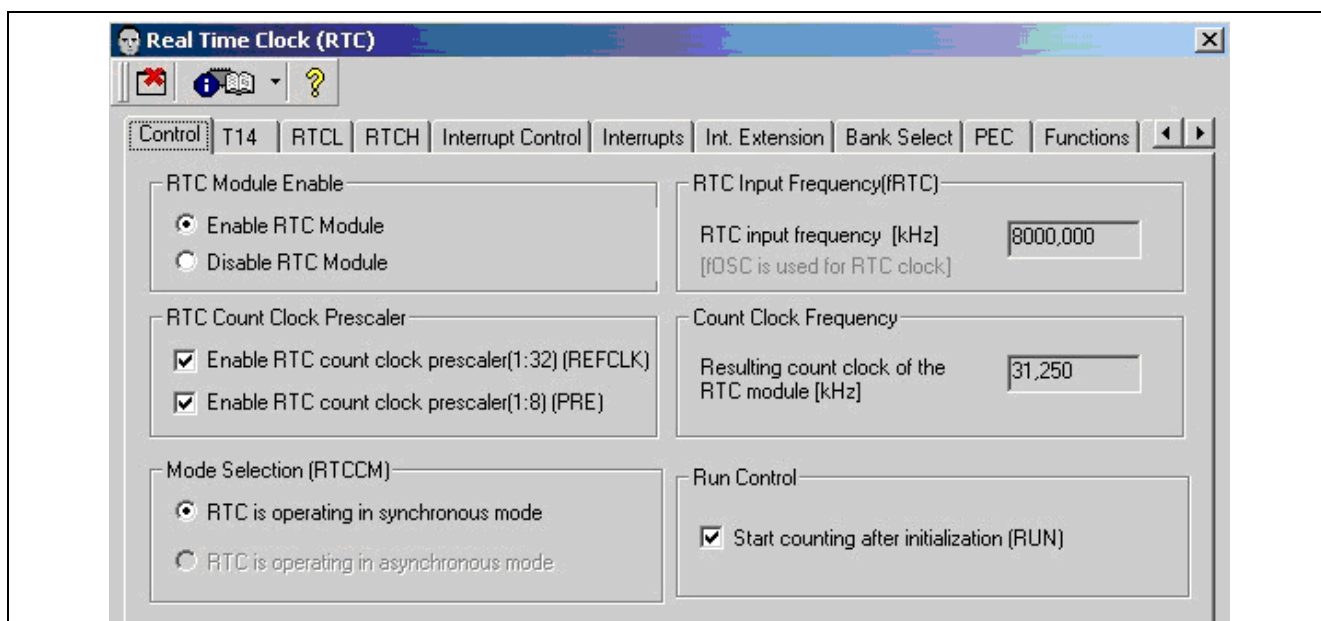 Real Time Clock (RTC)
Control T14 RTCL RTCH Interrupt Control Interrupts Int. Extension Bank Select PEC Functions
RTC Module Enable
Enable RTC Module
Disable RTC Module
RTC Input Frequency(fRTC)
RTC input frequency [kHz] 8000,000
[fOSC is used for RTC clock]
RTC Count Clock Prescaler
Enable RTC count clock prescaler(1:32) (REFCLK)
Enable RTC count clock prescaler(1:8) (PRE)
Count Clock Frequency
Resulting count clock of the
RTC module [kHz] 31,250
Mode Selection (RTCCM)
RTC is operating in synchronous mode
RTC is operating in asynchronous mode
Run Control
Start counting after initialization (RUN)